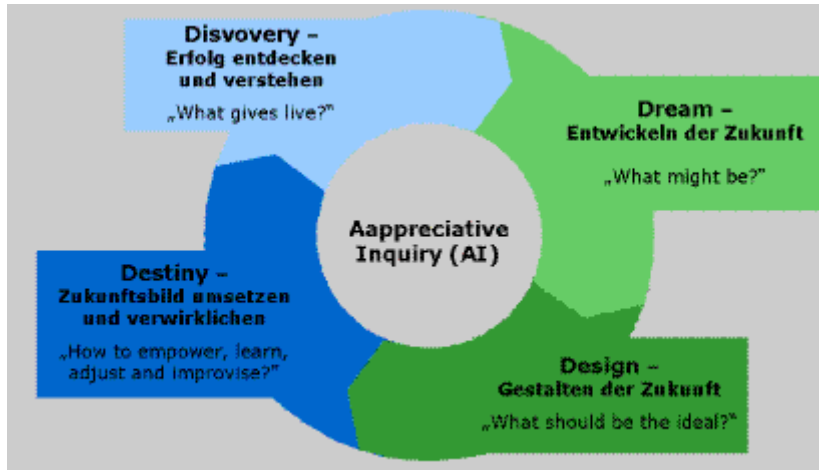 Disvovery –
Erfolg entdecken
und verstehen
„What gives live?“
Dream –
Entwickeln der Zukunft
„What might be?“
Aappreciative
Inquiry (AI)
Destiny –
Zukunftsbild umsetzen
und verwirklichen
„How to empower, learn,
adjust and improvise?“
Design –
Gestalten der Zukunft
„What should be the ideal?“